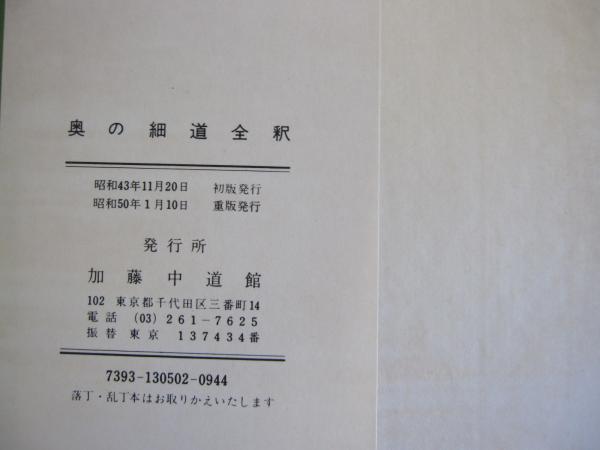 奥の細道全釈
昭和43年11月20日 初版発行
昭和50年1月10日 重版発行
発行所
加藤中道館
102 東京都千代田区三番町14
電話 (03) 261-7625
振替 東京 137434番
7393-130502-0944
落丁・乱丁本はお取りかえいたします